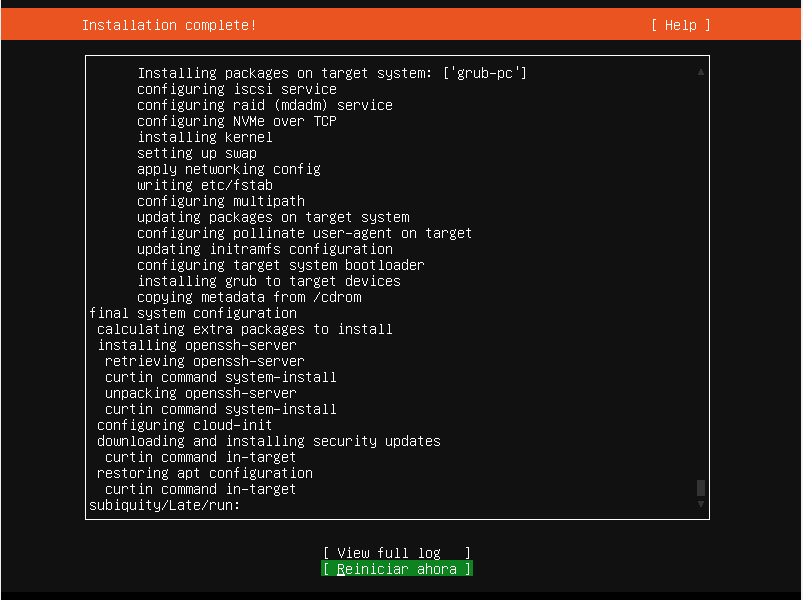 Installation complete! [ Help ]
Installing packages on target system: ['grub-pc']
configuring iscsi service
configuring raid (mdadm) service
configuring NVMe over TCP
installing kernel
setting up swap
apply networking config
writing etc/fstab
configuring multipath
updating packages on target system
configuring pollinate user-agent on target
updating initramfs configuration
configuring target system bootloader
installing grub to target devices
copying metadata from /cdrom
final system configuration
calculating extra packages to install
installing openssh-server
retrieving openssh-server
curtin command system-install
unpacking openssh-server
curtin command system-install
configuring cloud-init
downloading and installing security updates
curtin command in-target
restoring apt configuration
curtin command in-target
subiquity/Late/run:
[ View full log ]
[ Reiniciar ahora ]